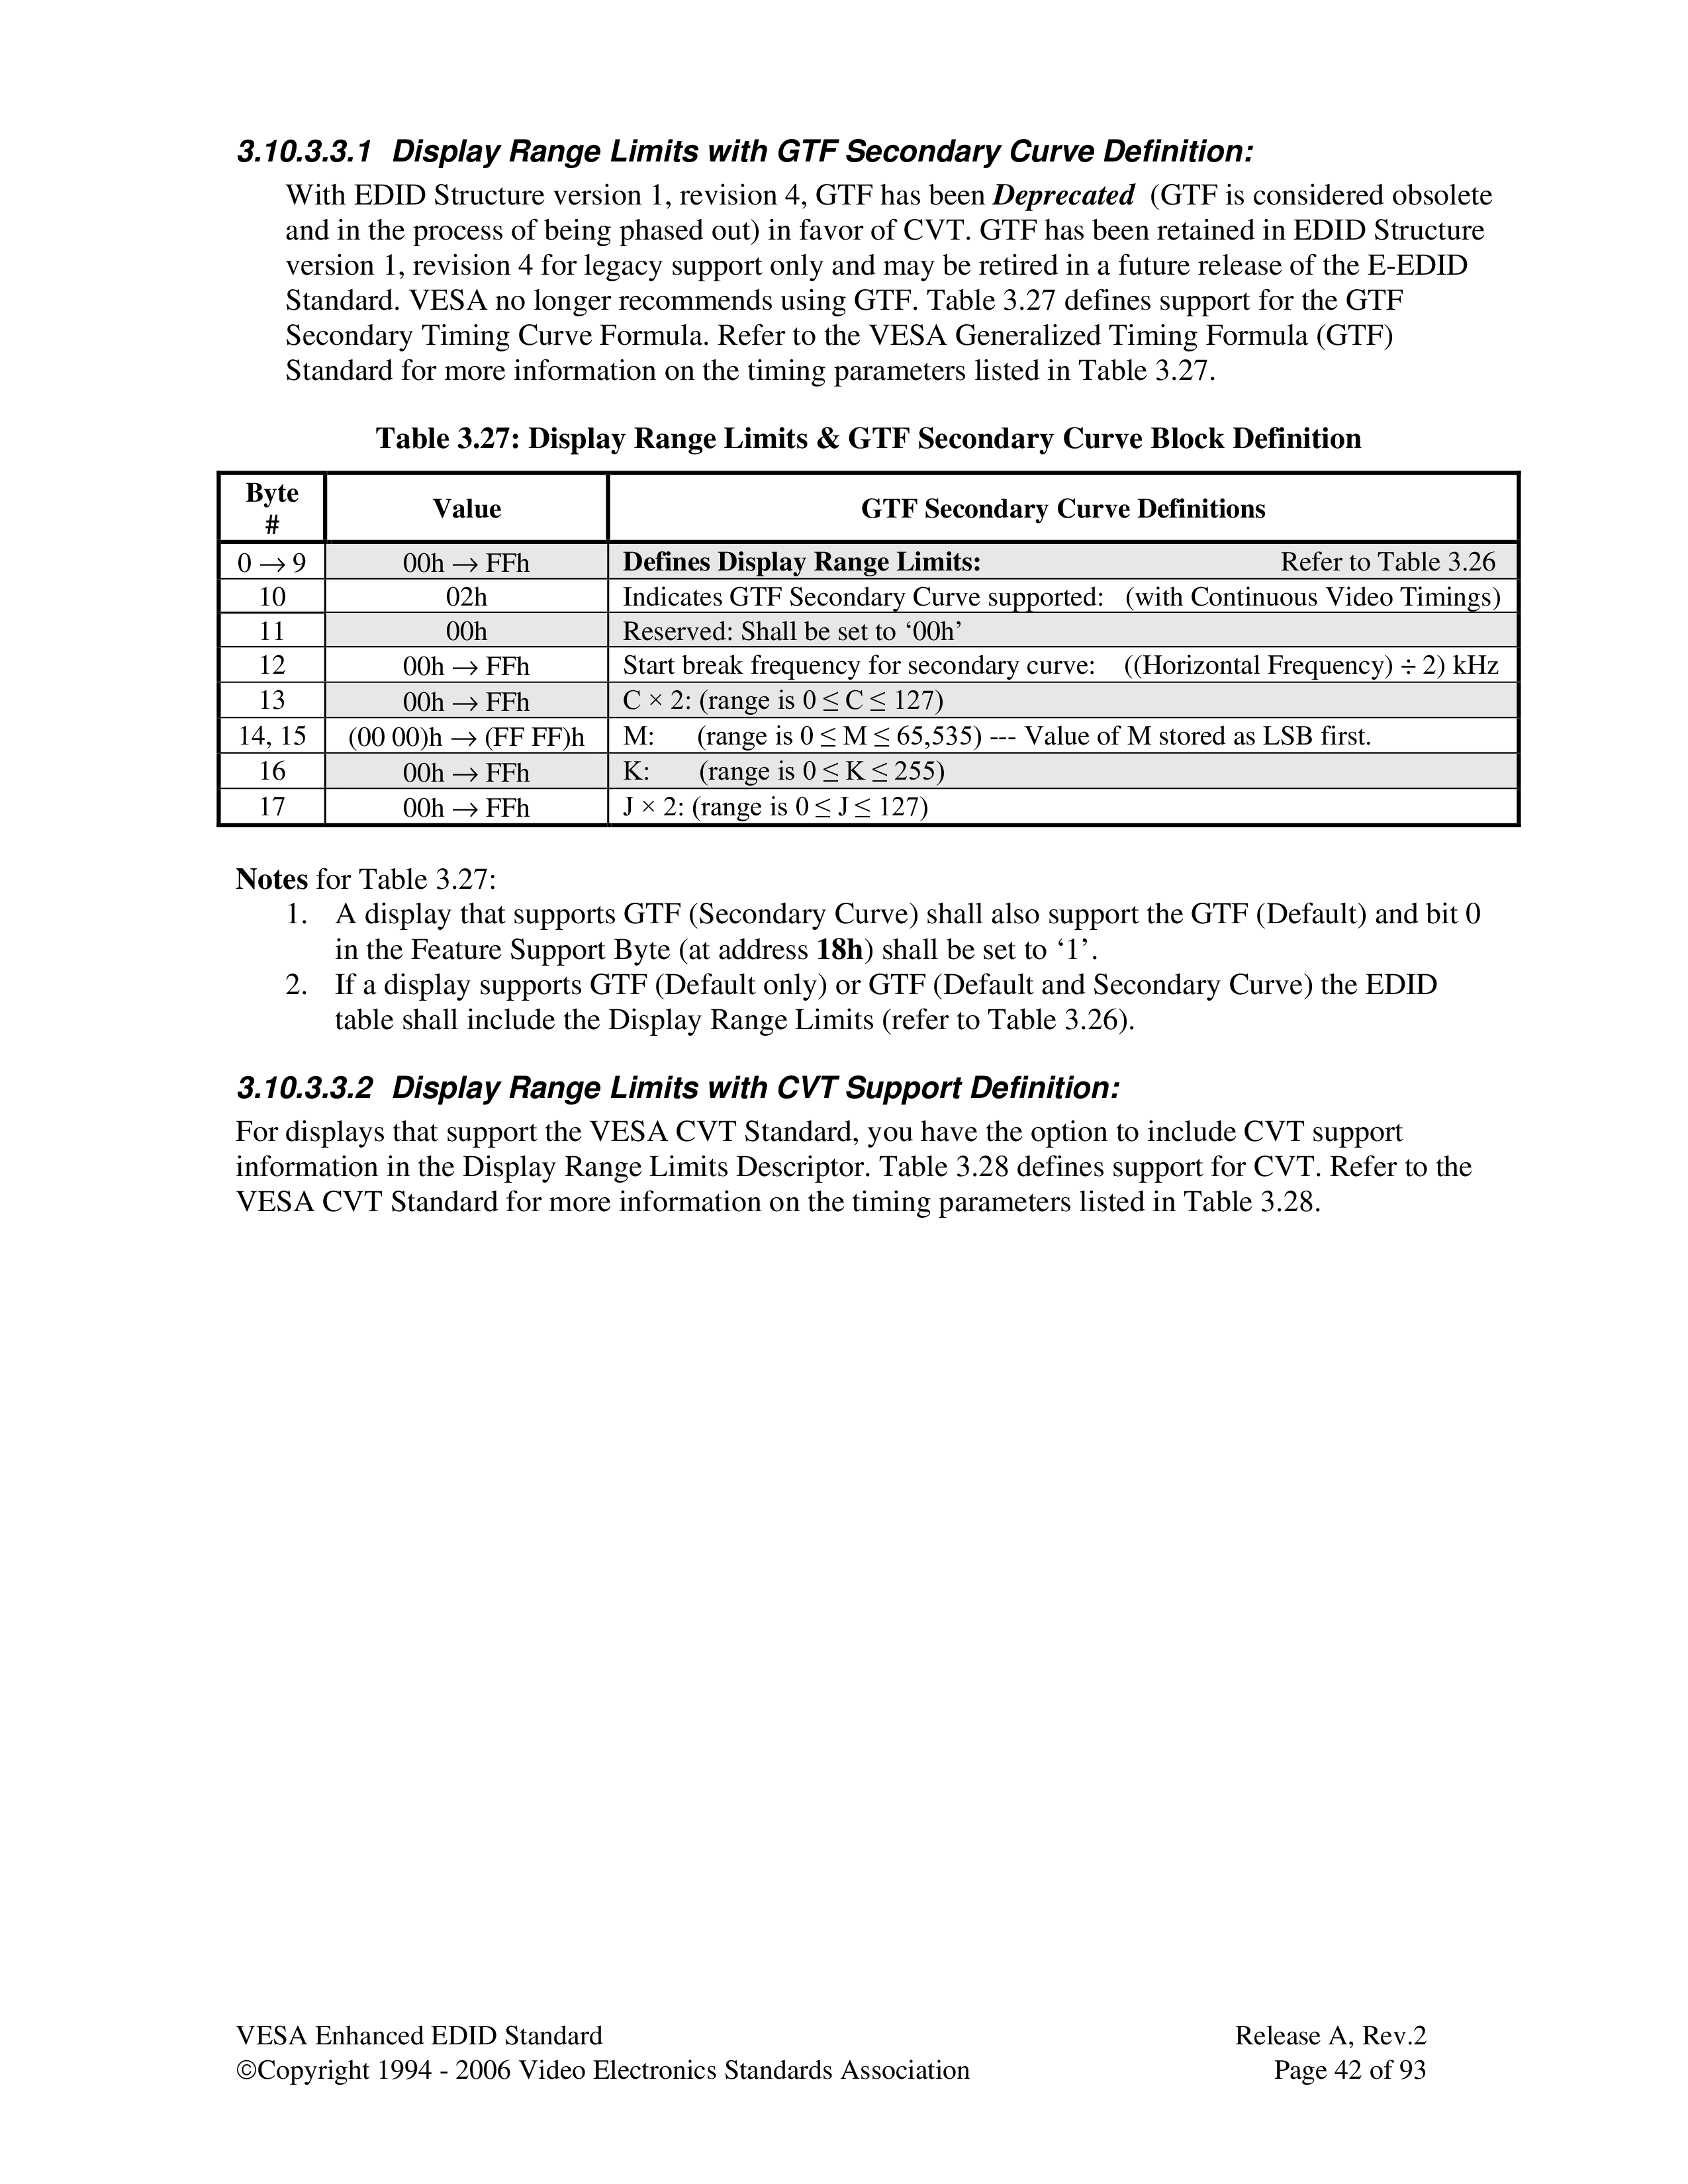 3.10.3.3.1 Display Range Limits with GTF Secondary Curve Definition:
With EDID Structure version 1, revision 4, GTF has been Deprecated (GTF is considered obsolete
and in the process of being phased out) in favor of CVT. GTF has been retained in EDID Structure
version 1, revision 4 for legacy support only and may be retired in a future release of the E-EDID
Standard. VESA no longer recommends using GTF. Table 3.27 defines support for the GTF
Secondary Timing Curve Formula. Refer to the VESA Generalized Timing Formula (GTF)
Standard for more information on the timing parameters listed in Table 3.27.
Table 3.27: Display Range Limits & GTF Secondary Curve Block Definition
Byte # Value GTF Secondary Curve Definitions
0 → 9 00h → FFh Defines Display Range Limits: Refer to Table 3.26
10 02h Indicates GTF Secondary Curve supported: (with Continuous Video Timings)
11 00h Reserved: Shall be set to ‘00h’
12 00h → FFh Start break frequency for secondary curve: ((Horizontal Frequency) ÷ 2) kHz
13 00h → FFh C × 2: (range is 0 ≤ C ≤ 127)
14, 15 (00 00)h → (FF FF)h M: (range is 0 ≤ M ≤ 65,535) --- Value of M stored as LSB first.
16 00h → FFh K: (range is 0 ≤ K ≤ 255)
17 00h → FFh J × 2: (range is 0 ≤ J ≤ 127)
Notes for Table 3.27:
1. A display that supports GTF (Secondary Curve) shall also support the GTF (Default) and bit 0
in the Feature Support Byte (at address 18h) shall be set to ‘1’.
2. If a display supports GTF (Default only) or GTF (Default and Secondary Curve) the EDID
table shall include the Display Range Limits (refer to Table 3.26).
3.10.3.3.2 Display Range Limits with CVT Support Definition:
For displays that support the VESA CVT Standard, you have the option to include CVT support
information in the Display Range Limits Descriptor. Table 3.28 defines support for CVT. Refer to the
VESA CVT Standard for more information on the timing parameters listed in Table 3.28.
VESA Enhanced EDID Standard Release A, Rev.2
©Copyright 1994 - 2006 Video Electronics Standards Association Page 42 of 93